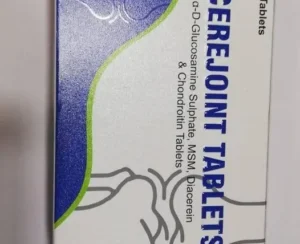 Tablets
CEREJOINT TABLETS
α-D-Glucosamine Sulphate, MSM, Diacerein
& Chondroitin Tablets